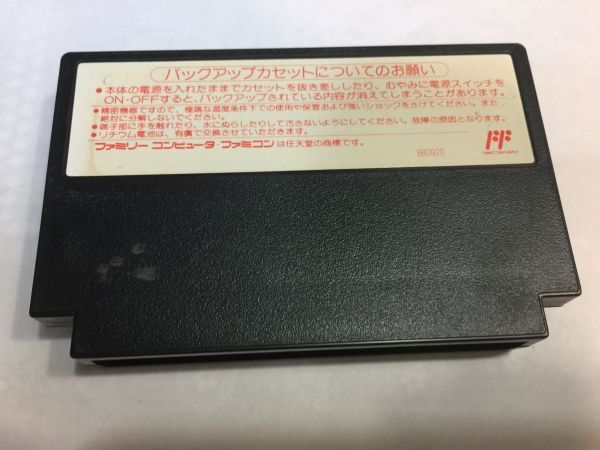 バックアップカセットについてのお願い
●本体の電源を入れたままでカセットを抜き差ししたり、むやみに電源スイッチを
ON・OFFすると、バックアップされている内容が消えてしまうことがあります。
●精密機器ですので、極端な温度条件下での使用や保管および強いショックをさけてください。また
絶対に分解しないでください。
●端子部に手を触れたり、水にぬらしたりして汚さないようにしてください。故障の原因となります。
●リチウム電池は、有償で交換させていただきます。
ファミリー コンピュータ・ファミコンは任天堂の商標です。
880920